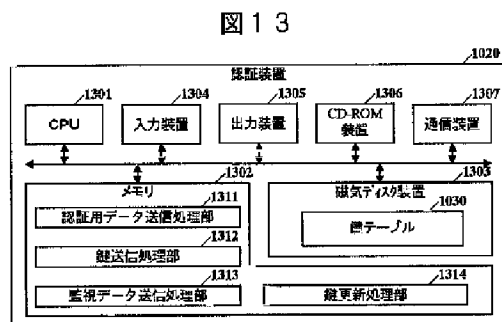 図13
1020
認証装置
1301
1304
1305
1306
1307
CPU
入力装置
出力装置
CD-ROM
装置
通信装置
1302
1303
メモリ
磁気ディスク装置
1311
認証用データ送信処理部
1030
鍵テーブル
1312
鍵送信処理部
1313
監視データ送信処理部
1314
鍵更新処理部